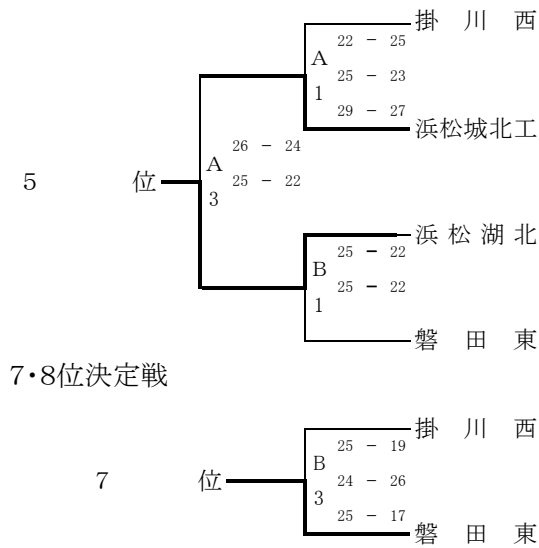 掛川西
22 － 25
A
25 － 23
1
29 － 27
浜松城北工
26 － 24
A
5 位
25 － 22
3
浜松湖北
25 － 22
B
25 － 22
1
磐田東
7・8位決定戦
掛川西
25 － 19
B
7 位
24 － 26
3
25 － 17
磐田東